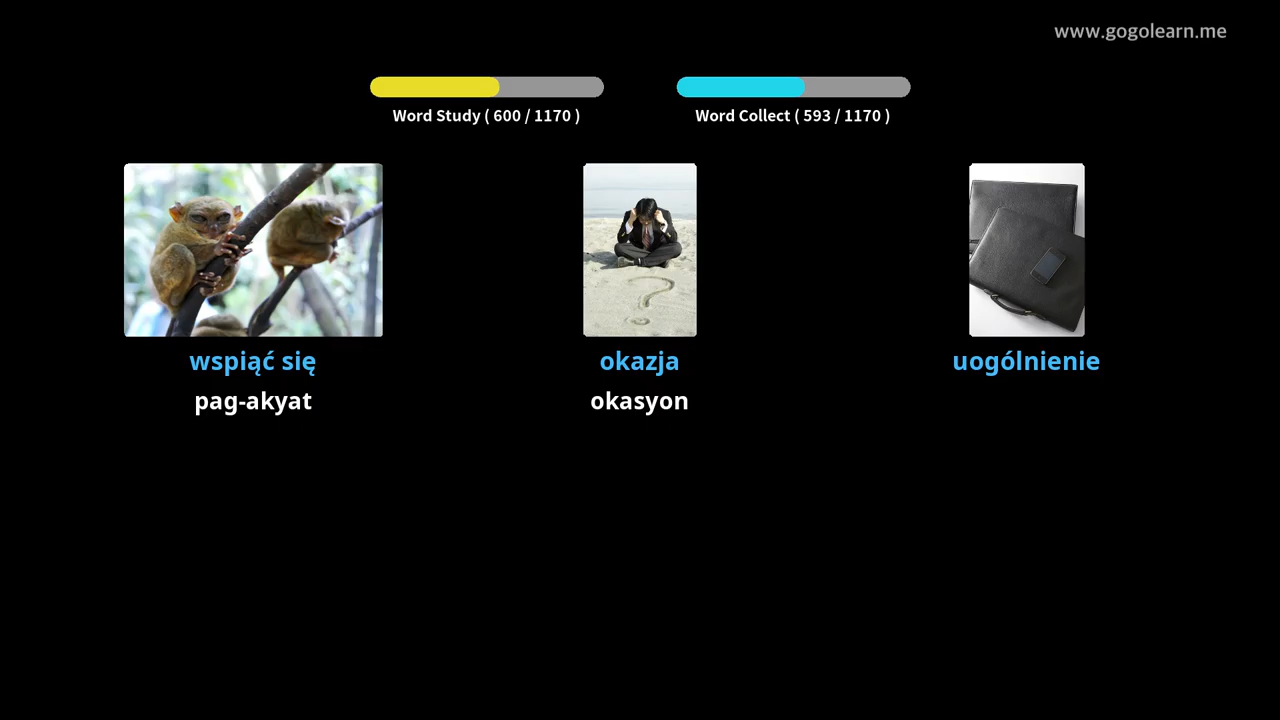 www.gogolearn.me
Word Study ( 600 / 1170 )
Word Collect ( 593 / 1170 )
wspiąć się
okazja
uogólnienie
pag-akyat
okasyon